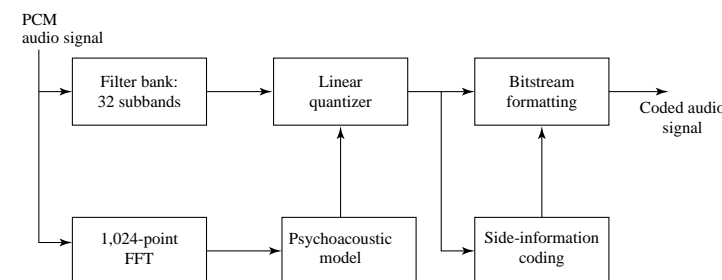 PCM
audio signal
Filter bank:
32 subbands
Linear
quantizer
Bitstream
formatting
Coded audio
signal
1,024-point
FFT
Psychoacoustic
model
Side-information
coding